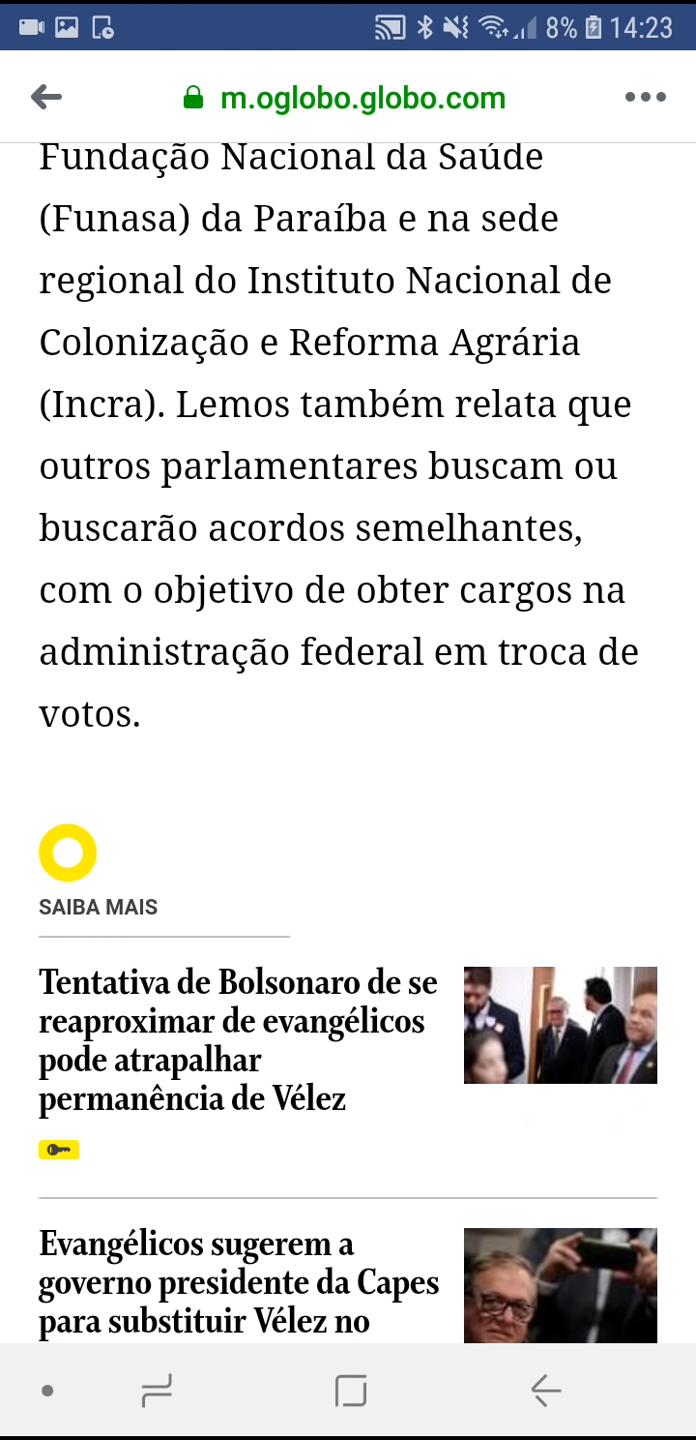 8% 14:23
m.oglobo.globo.com
Fundação Nacional da Saúde
(Funasa) da Paraíba e na sede
regional do Instituto Nacional de
Colonização e Reforma Agrária
(Incra). Lemos também relata que
outros parlamentares buscam ou
buscarão acordos semelhantes,
com o objetivo de obter cargos na
administração federal em troca de
votos.
SAIBA MAIS
Tentativa de Bolsonaro de se
reaproximar de evangélicos
pode atrapalhar
permanência de Vélez
Evangélicos sugerem a
governo presidente da Capes
para substituir Vélez no